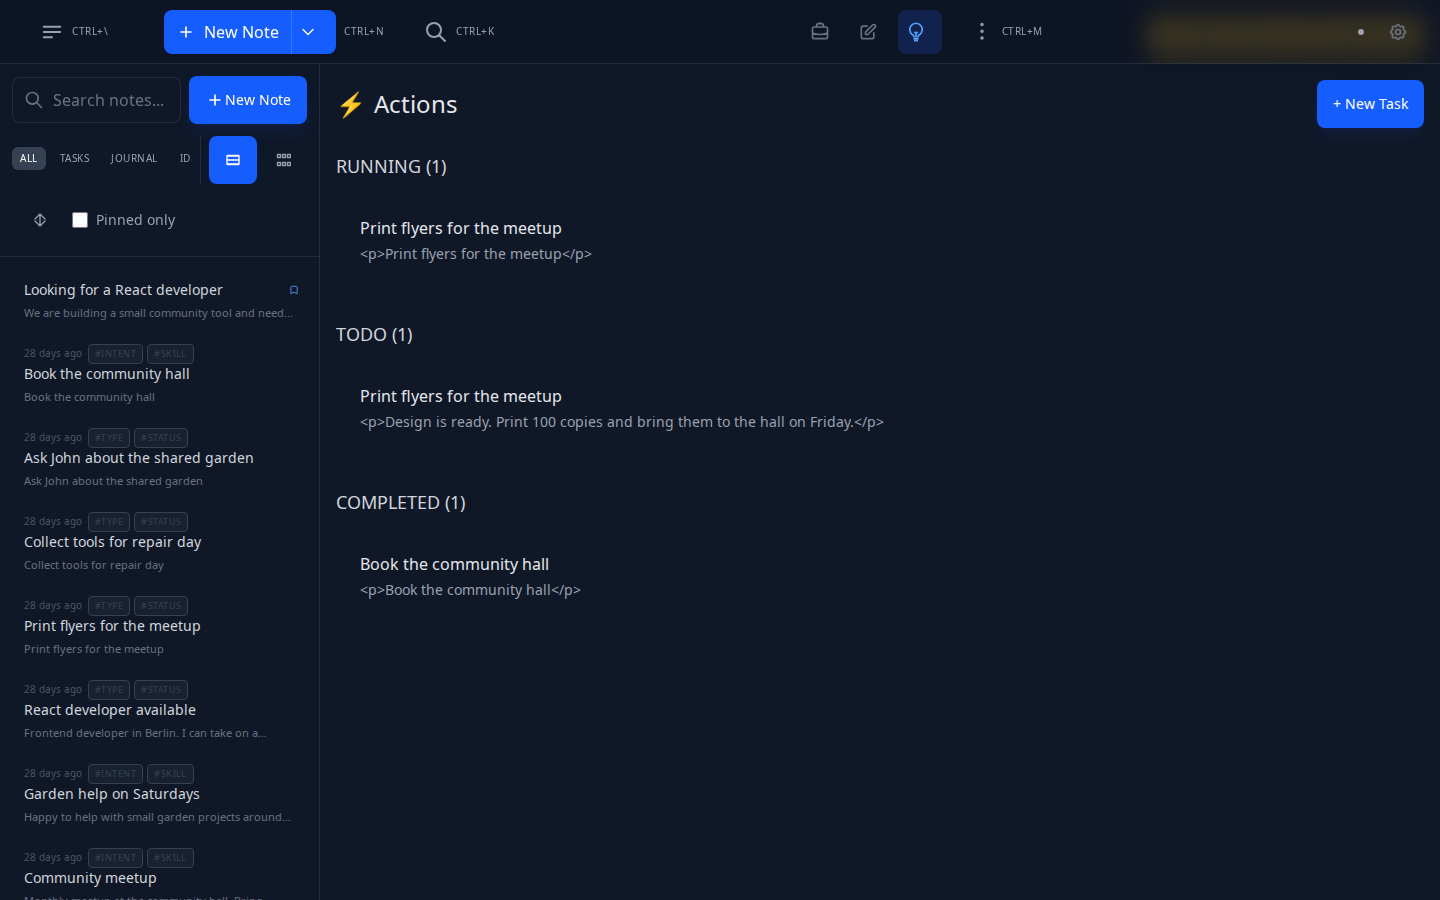 CTRL+\
New Note
CTRL+N
CTRL+K
CTRL+M
Search notes...
New Note
ALL
TASKS
JOURNAL
ID
Pinned only
Looking for a React developer
We are building a small community tool and need...
28 days ago #INTENT #SKILL
Book the community hall
Book the community hall
28 days ago #TYPE #STATUS
Ask John about the shared garden
Ask John about the shared garden
28 days ago #TYPE #STATUS
Collect tools for repair day
Collect tools for repair day
28 days ago #TYPE #STATUS
Print flyers for the meetup
Print flyers for the meetup
28 days ago #TYPE #STATUS
React developer available
Frontend developer in Berlin. I can take on a...
28 days ago #INTENT #SKILL
Garden help on Saturdays
Happy to help with small garden projects around...
28 days ago #INTENT #SKILL
Community meetup
⚡ Actions
+ New Task
RUNNING (1)
Print flyers for the meetup
<p>Print flyers for the meetup</p>
TODO (1)
Print flyers for the meetup
<p>Design is ready. Print 100 copies and bring them to the hall on Friday.</p>
COMPLETED (1)
Book the community hall
<p>Book the community hall</p>